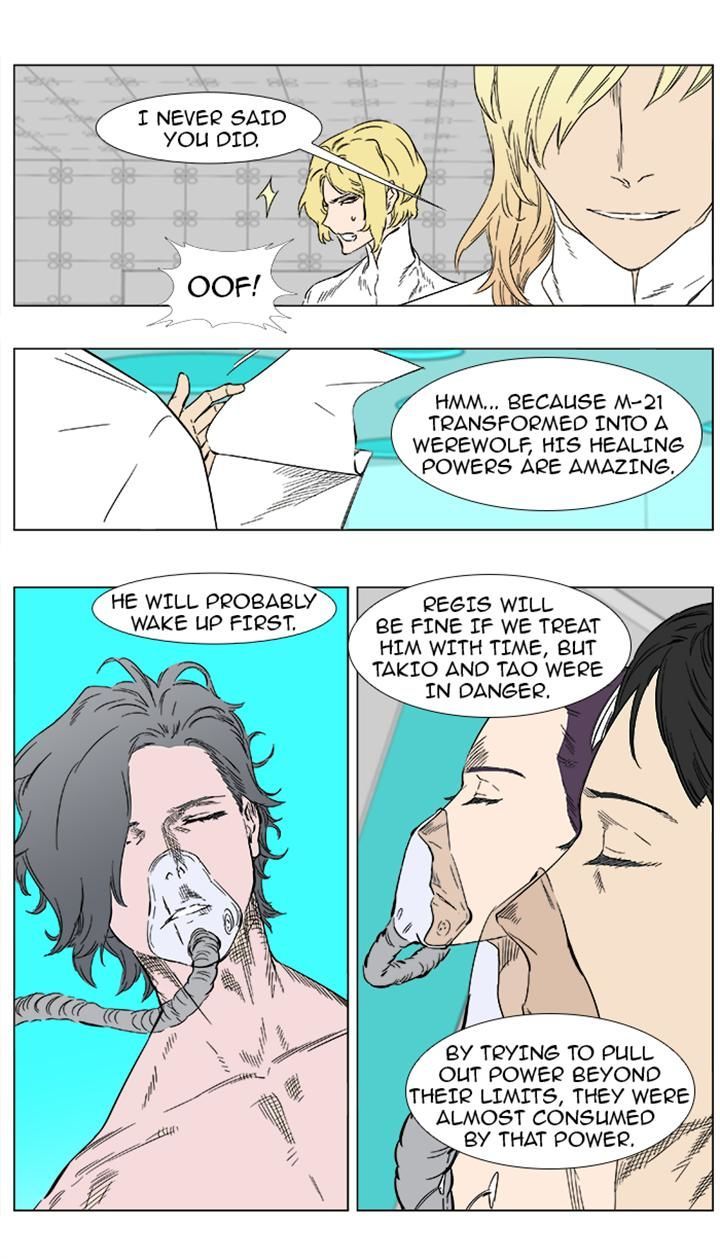 I NEVER SAID
YOU DID.
OOF!
HMM... BECAUSE M-21
TRANSFORMED INTO A
WEREWOLF, HIS HEALING
POWERS ARE AMAZING.
HE WILL PROBABLY
WAKE UP FIRST.
REGIS WILL
BE FINE IF WE TREAT
HIM WITH TIME, BUT
TAKIO AND TAO WERE
IN DANGER.
BY TRYING TO PULL
OUT POWER BEYOND
THEIR LIMITS, THEY WERE
ALMOST CONSUMED
BY THAT POWER.